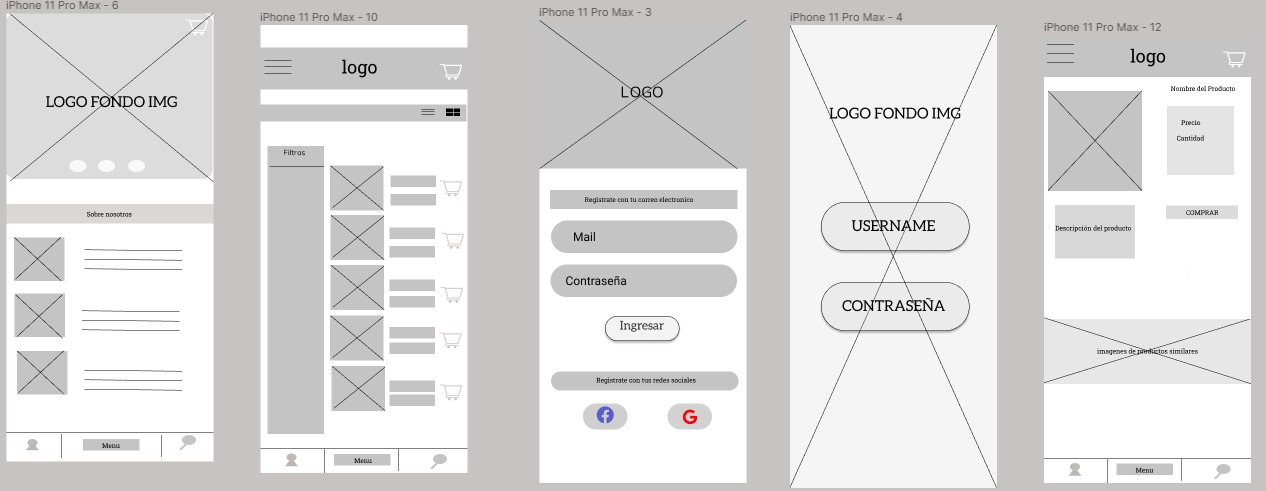 iPhone 11 Pro Max - 6
LOGO FONDO IMG
Sobre nosotros
Menu
iPhone 11 Pro Max - 10
logo
Filtros
Menu
iPhone 11 Pro Max - 3
LOGO
Registrate con tu correo electronico
Mail
Contraseña
Ingresar
Registrate con tus redes sociales
G
iPhone 11 Pro Max - 4
LOGO FONDO IMG
USERNAME
CONTRASEÑA
iPhone 11 Pro Max - 12
logo
Nombre del Producto
Precio
Cantidad
COMPRAR
Descripción del producto
imagenes de productos similares
Menu